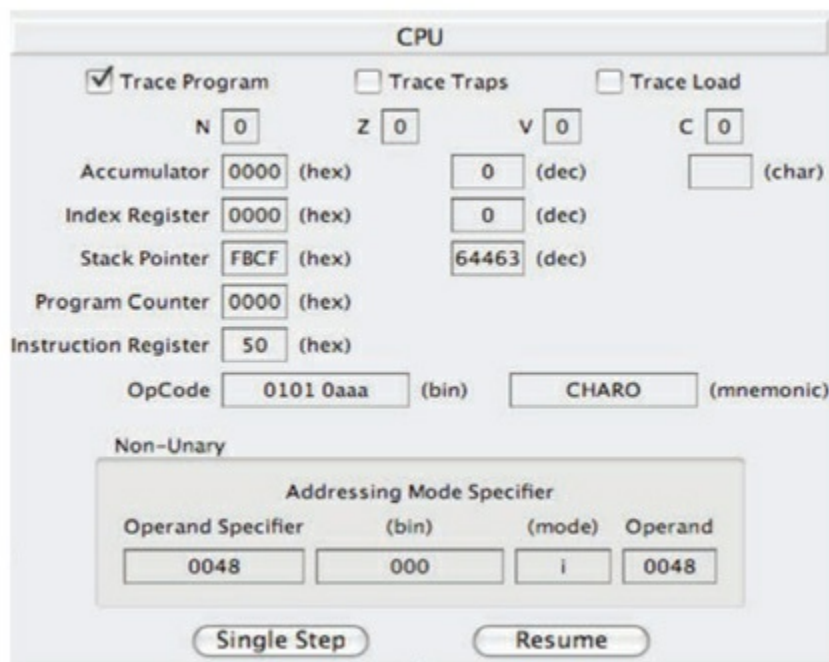 CPU
Trace Program Trace Traps Trace Load
N 0 Z 0 V 0 C 0
Accumulator 0000 (hex) 0 (dec) (char)
Index Register 0000 (hex) 0 (dec)
Stack Pointer FBCF (hex) 64463 (dec)
Program Counter 0000 (hex)
Instruction Register 50 (hex)
OpCode 0101 0aaa (bin) CHARO (mnemonic)
Non-Unary
Addressing Mode Specifier
Operand Specifier (bin) (mode) Operand
0048 000 i 0048
Single Step Resume